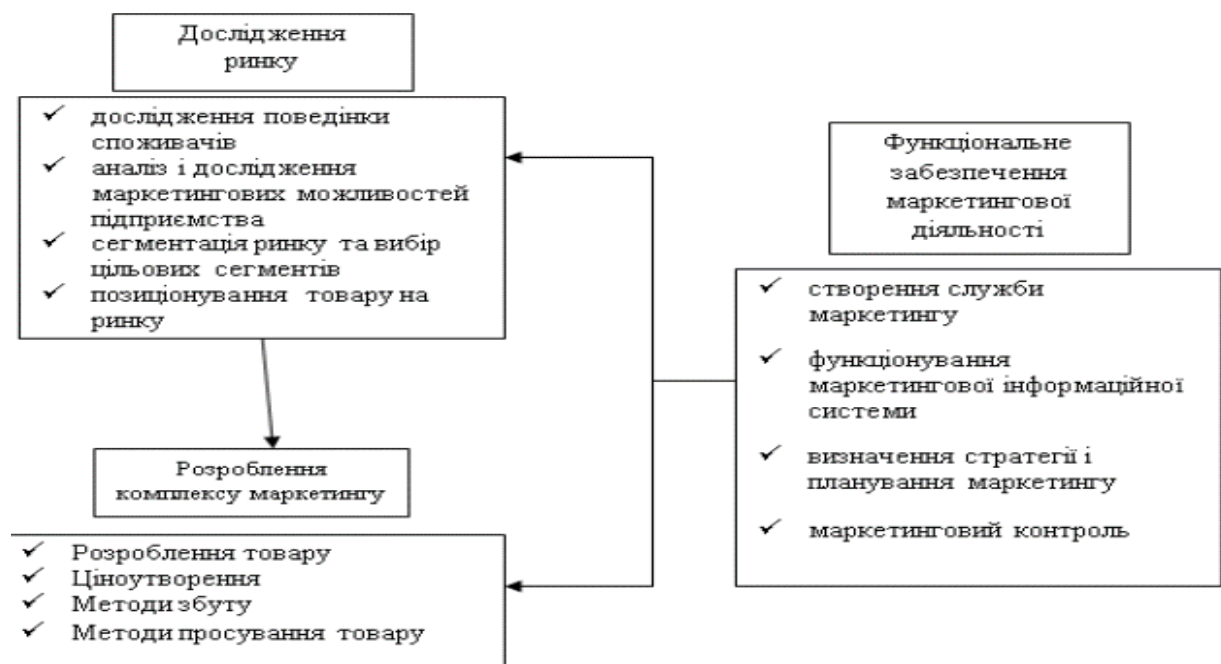 Дослідження
ринку
✓ дослідження поведінки
споживачів
✓ аналіз і дослідження
маркетингових можливостей
підприємства
✓ сегментація ринку та вибір
цільових сегментів
✓ позиціонування товару на
ринку
Розроблення
комплексу маркетингу
✓ Розроблення товару
✓ Ціноутворення
✓ Методи збуту
✓ Методи просування товару
Функціональне
забезпечення
маркетингової
діяльності
✓ створення служби
маркетингу
✓ функціонування
маркетингової інформаційної
системи
✓ визначення стратегії і
планування маркетингу
✓ маркетинговий контроль